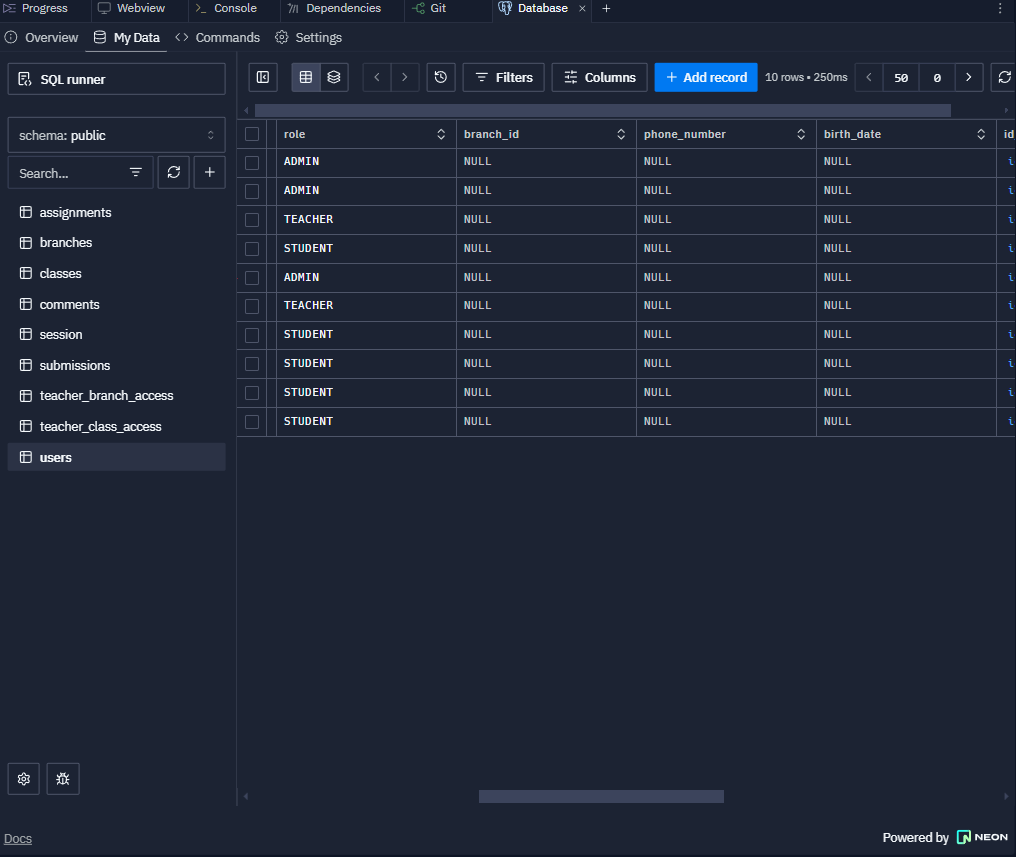 Progress Webview Console Dependencies Git Database
Overview My Data Commands Settings
SQL runner
schema: public
Search...
assignments
branches
classes
comments
session
submissions
teacher_branch_access
teacher_class_access
users
Filters Columns Add record 10 rows • 250ms 50 0
role branch_id phone_number birth_date id
ADMIN NULL NULL NULL i
ADMIN NULL NULL NULL i
TEACHER NULL NULL NULL i
STUDENT NULL NULL NULL i
ADMIN NULL NULL NULL i
TEACHER NULL NULL NULL i
STUDENT NULL NULL NULL i
STUDENT NULL NULL NULL i
STUDENT NULL NULL NULL i
STUDENT NULL NULL NULL i
Docs
Powered by NEON